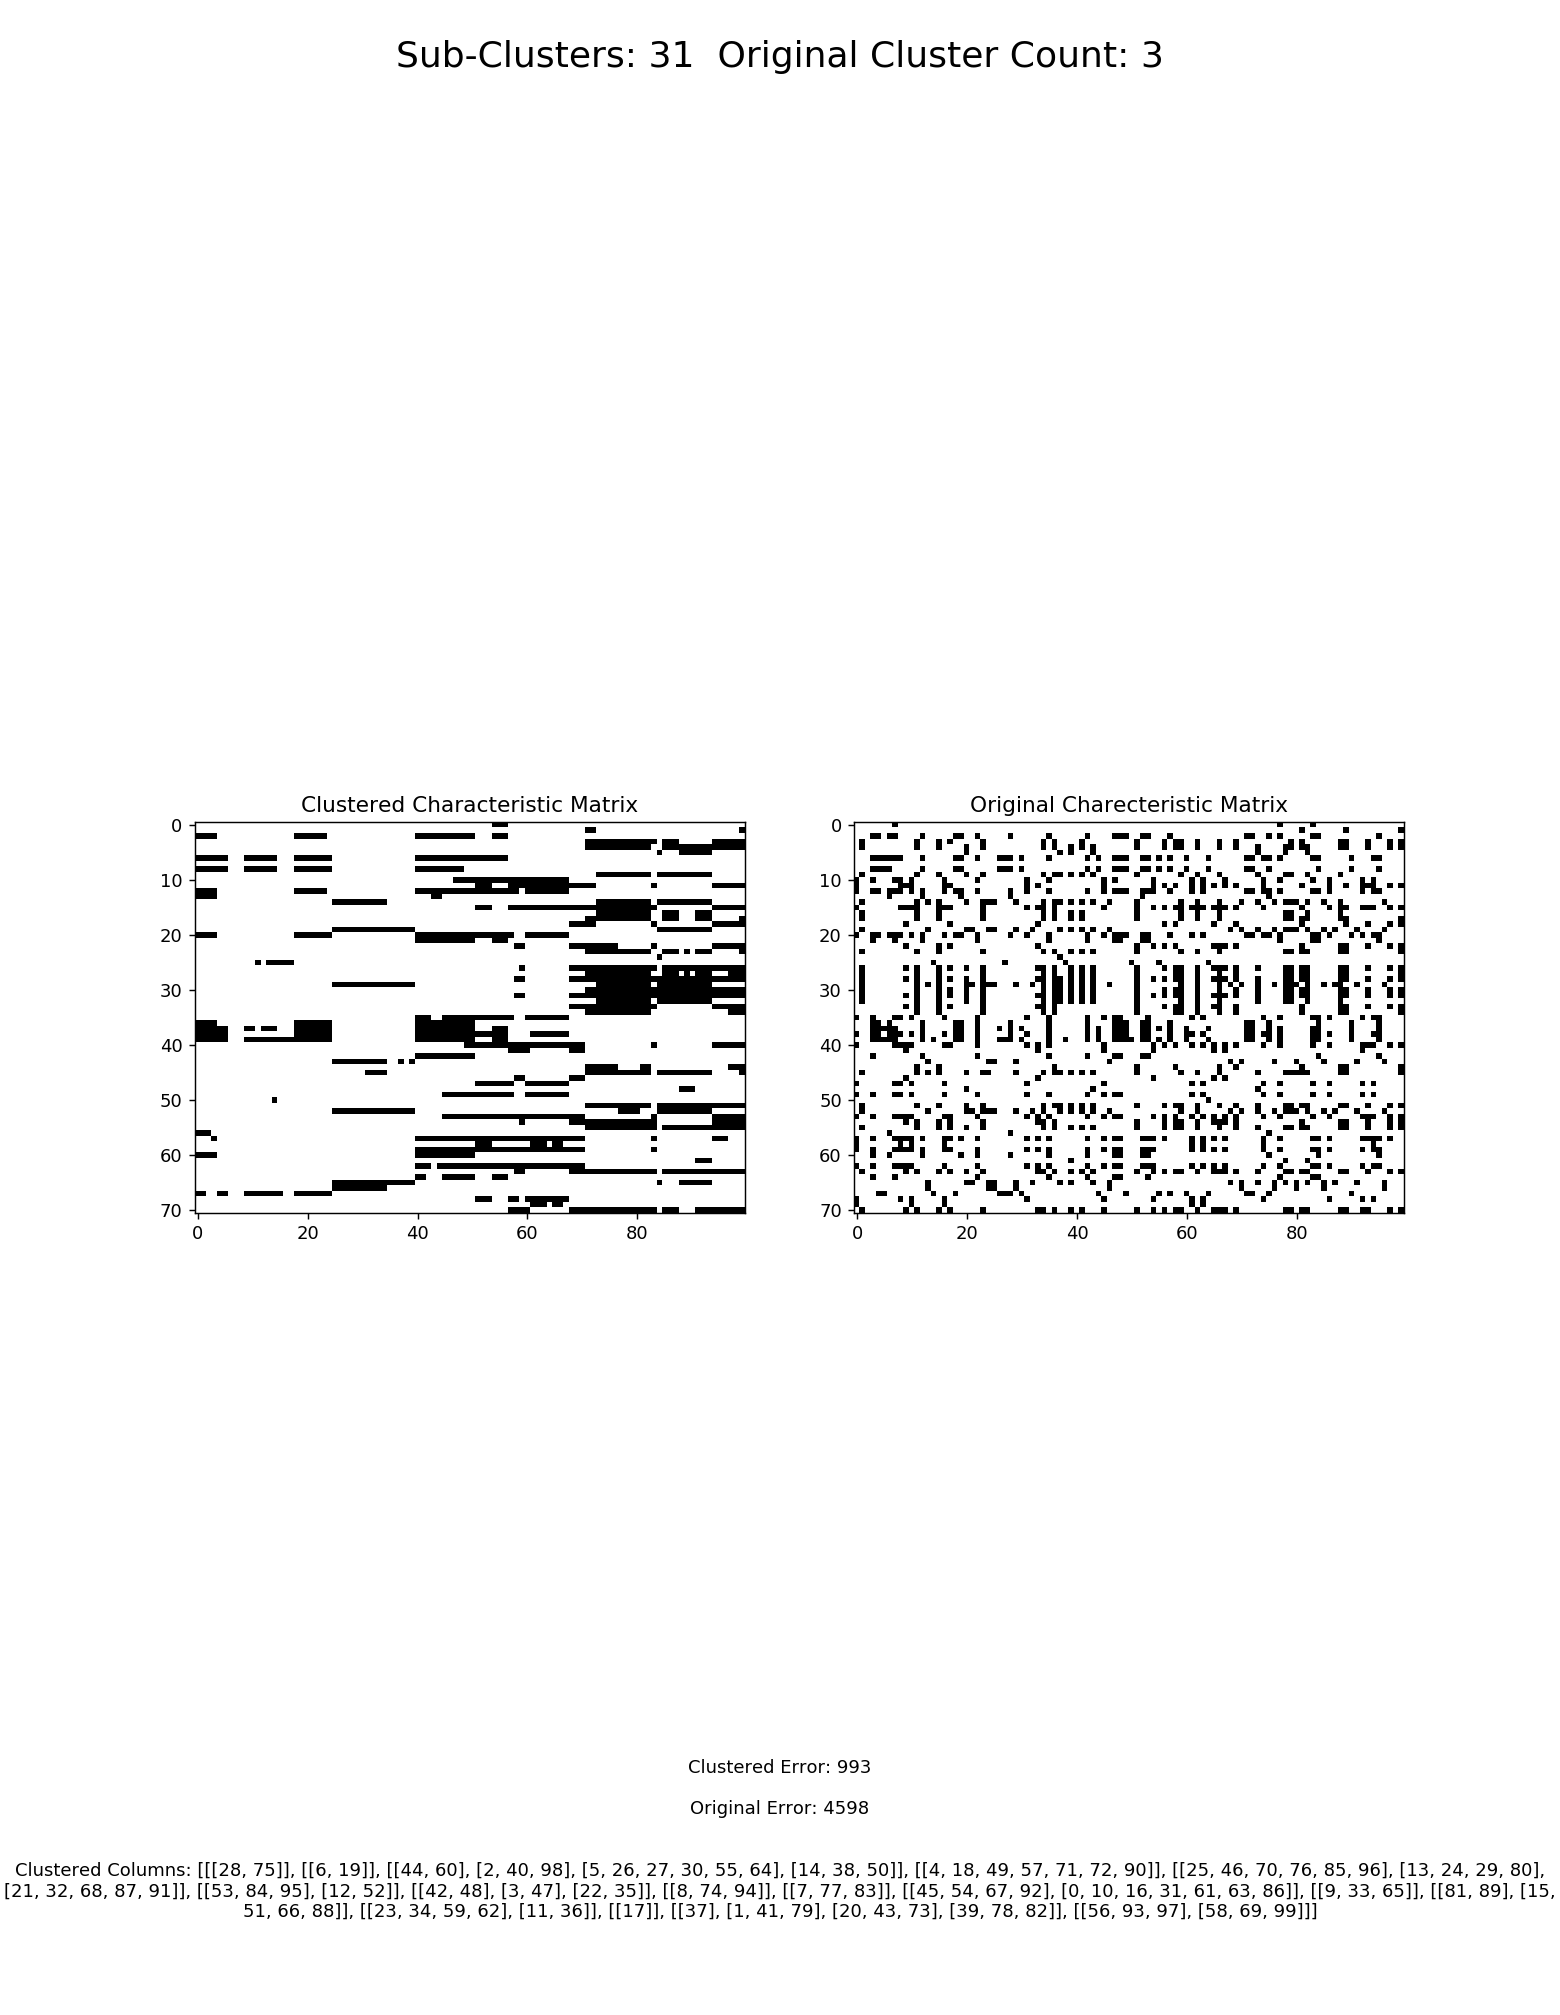 Sub-Clusters: 31  Original Cluster Count: 3
Clustered Characteristic Matrix
0
10
20
30
40
50
60
70
0 20 40 60 80
Original Charecteristic Matrix
0
10
20
30
40
50
60
70
0 20 40 60 80
Clustered Error: 993
Original Error: 4598
Clustered Columns: [[[28, 75]], [[6, 19]], [[44, 60], [2, 40, 98], [5, 26, 27, 30, 55, 64], [14, 38, 50]], [[4, 18, 49, 57, 71, 72, 90]], [[25, 46, 70, 76, 85, 96], [13, 24, 29, 80],
[21, 32, 68, 87, 91]], [[53, 84, 95], [12, 52]], [[42, 48], [3, 47], [22, 35]], [[8, 74, 94]], [[7, 77, 83]], [[45, 54, 67, 92], [0, 10, 16, 31, 61, 63, 86]], [[9, 33, 65]], [[81, 89], [15,
51, 66, 88]], [[23, 34, 59, 62], [11, 36]], [[17]], [[37], [1, 41, 79], [20, 43, 73], [39, 78, 82]], [[56, 93, 97], [58, 69, 99]]]